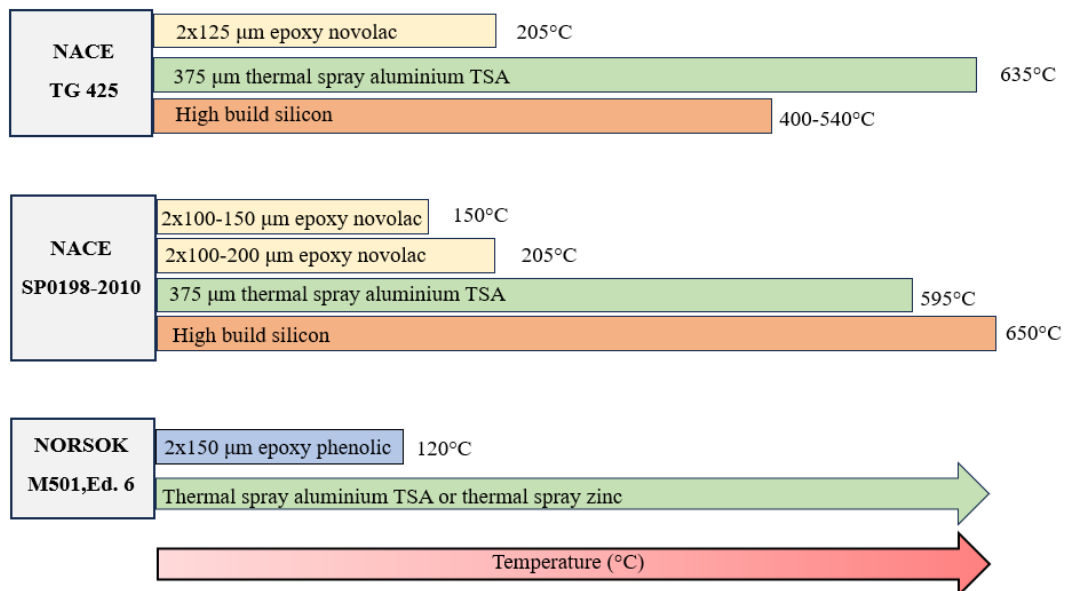 NACE
TG 425
2x125 μm epoxy novolac
205°C
375 μm thermal spray aluminium TSA
635°C
High build silicon
400-540°C
NACE
SP0198-2010
2x100-150 μm epoxy novolac
150°C
2x100-200 μm epoxy novolac
205°C
375 μm thermal spray aluminium TSA
595°C
High build silicon
650°C
NORSOK
M501,Ed. 6
2x150 μm epoxy phenolic
120°C
Thermal spray aluminium TSA or thermal spray zinc
Temperature (°C)